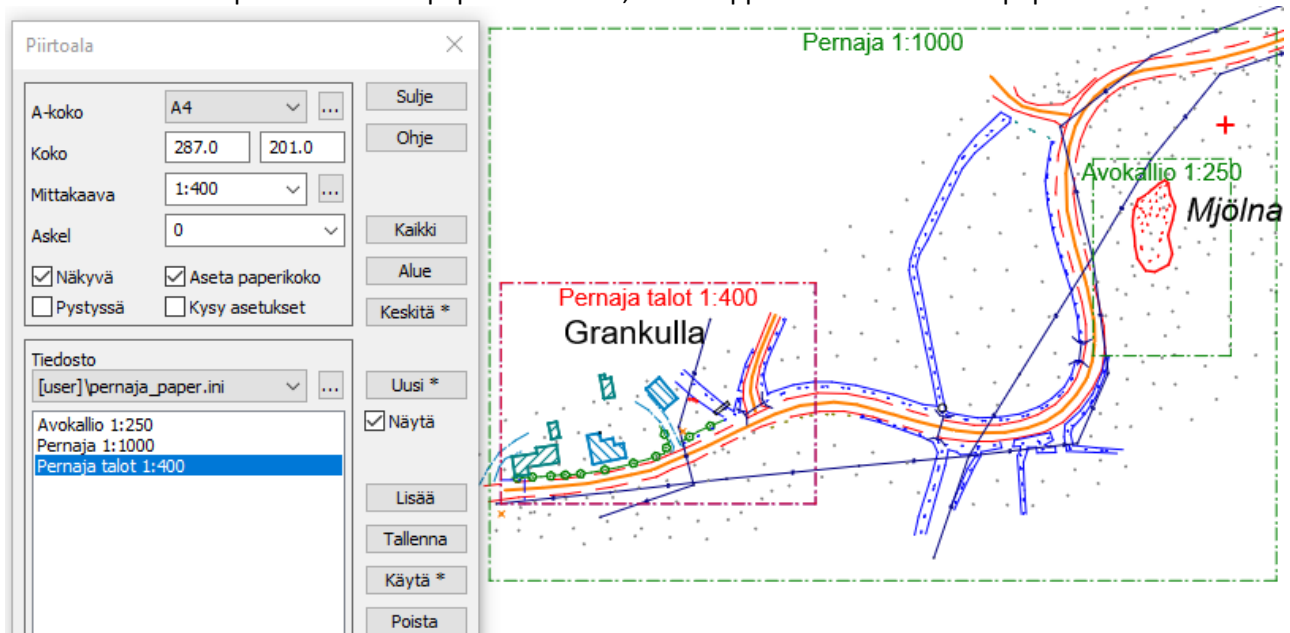 Piirtoala
A-koko
A4
...
Sulje
Koko
287.0
201.0
Ohje
Mittakaava
1:400
...
Askel
0
Kaikki
Näkyvä
Aseta paperikoko
Alue
Pystyssä
Kysy asetukset
Keskitä *
Tiedosto
[user]\pernaja_paper.ini
...
Uusi *
Näytä
Avokallio 1:250
Pernaja 1:1000
Pernaja talot 1:400
Lisää
Tallenna
Käytä *
Poista
Pernaja 1:1000
Avokallio 1:250
Mjölna
Pernaja talot 1:400
Grankulla